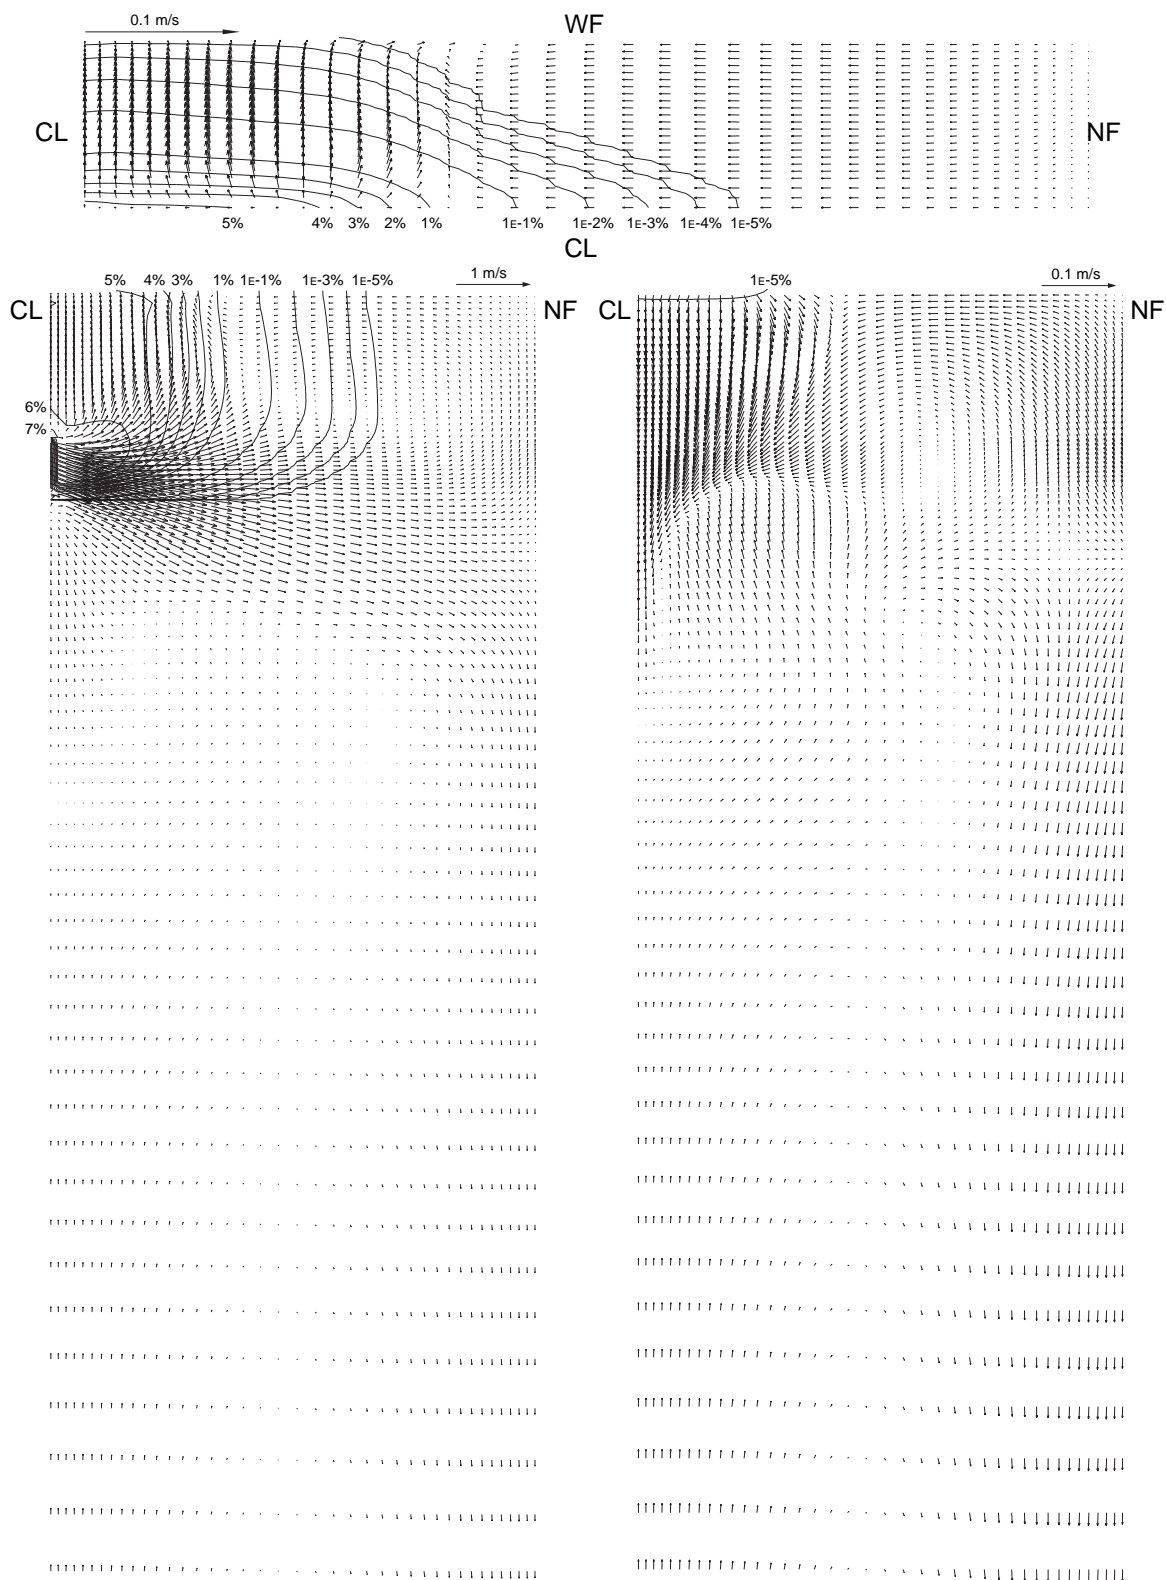 0.1 m/s
WF
CL NF
5% 4% 3% 2% 1% 1E-1% 1E-2% 1E-3% 1E-4% 1E-5%
CL
5% 4% 3% 1% 1E-1% 1E-3% 1E-5% 1 m/s
CL NF
6%
7%
1E-5% 0.1 m/s
CL NF